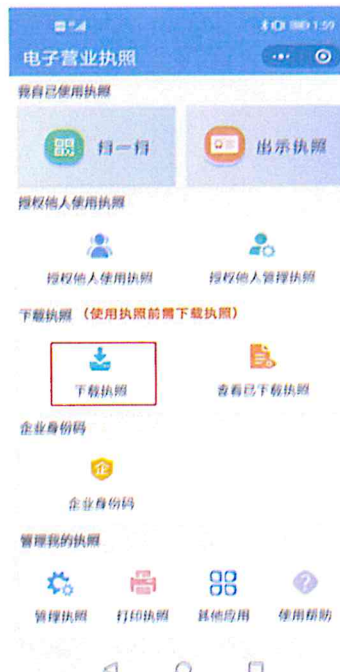 1:59
电子营业执照
我自己使用执照
扫一扫
出示执照
授权他人使用执照
授权他人使用执照
授权他人管理执照
下载执照（使用执照前需下载执照）
下载执照
查看已下载执照
企业身份码
企
企业身份码
管理我的执照
管理执照
打印执照
其他应用
使用帮助